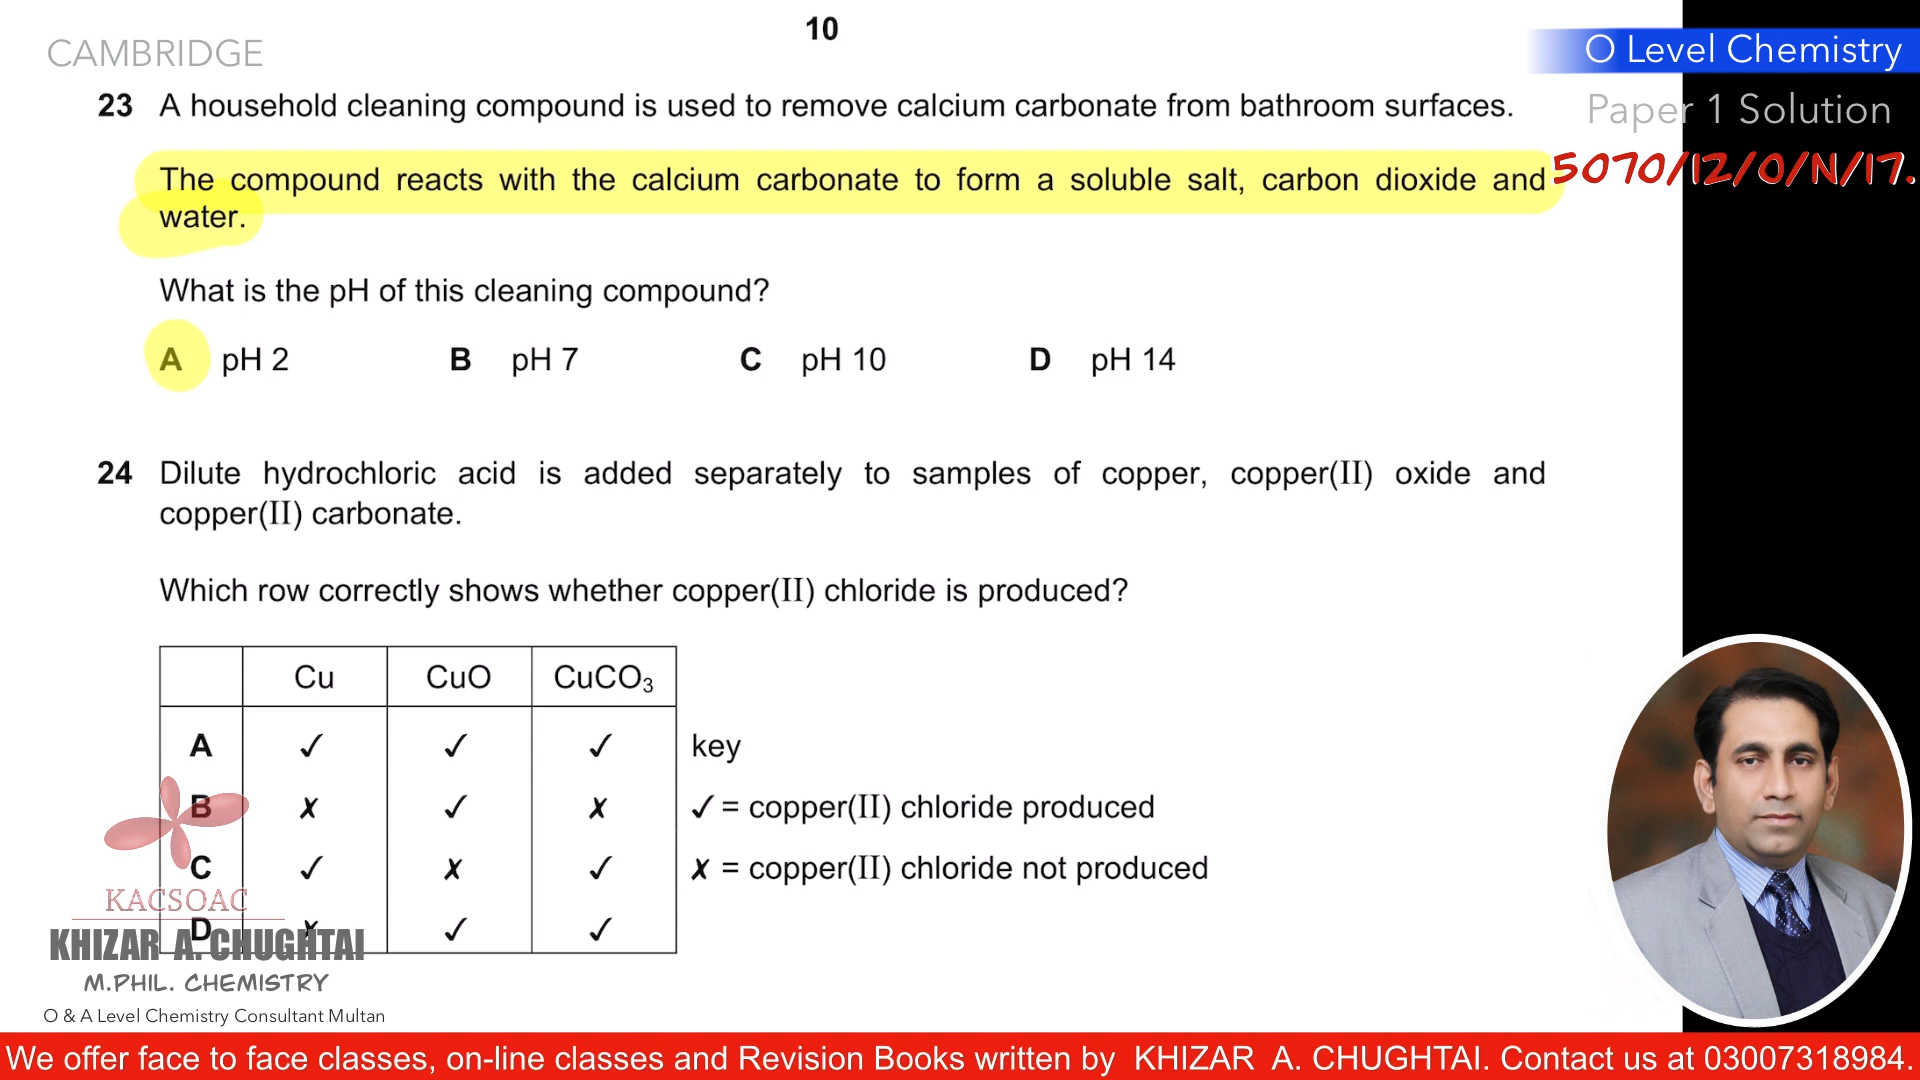 10
CAMBRIDGE
O Level Chemistry
Paper 1 Solution
5070/12/O/N/17.
23 A household cleaning compound is used to remove calcium carbonate from bathroom surfaces.
The compound reacts with the calcium carbonate to form a soluble salt, carbon dioxide and
water.
What is the pH of this cleaning compound?
A pH 2 B pH 7 C pH 10 D pH 14
24 Dilute hydrochloric acid is added separately to samples of copper, copper(II) oxide and
copper(II) carbonate.
Which row correctly shows whether copper(II) chloride is produced?
Cu CuO CuCO₃
A ✓ ✓ ✓ key
B ✗ ✓ ✗ ✓ = copper(II) chloride produced
C ✓ ✗ ✓ ✗ = copper(II) chloride not produced
D ✗ ✓ ✓
KACSOAC
KHIZAR A. CHUGHTAI
M.PHIL. CHEMISTRY
O & A Level Chemistry Consultant Multan
We offer face to face classes, on-line classes and Revision Books written by KHIZAR A. CHUGHTAI. Contact us at 03007318984.